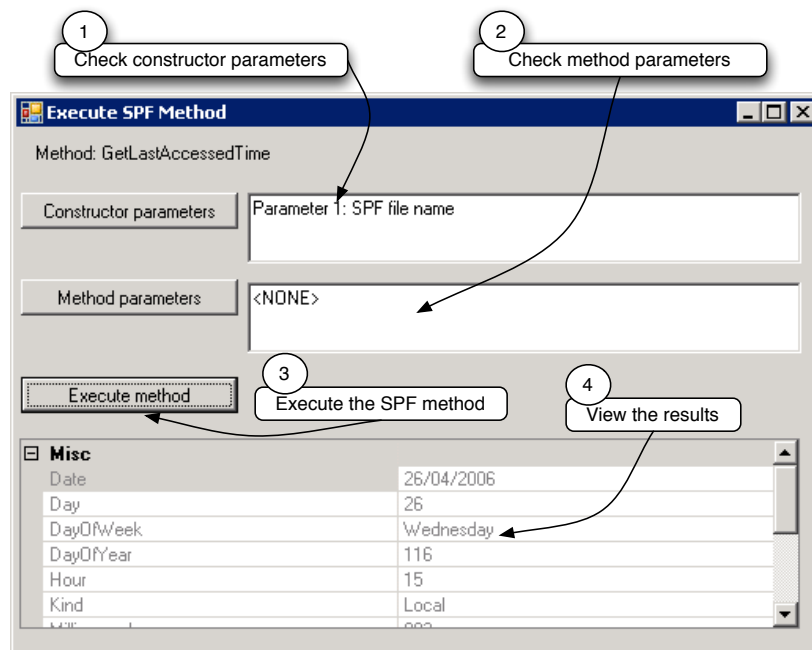 1
Check constructor parameters
2
Check method parameters
Execute SPF Method
Method: GetLastAccessedTime
Constructor parameters
Parameter 1: SPF file name
Method parameters
<NONE>
Execute method
3
Execute the SPF method
4
View the results
Misc
Date 26/04/2006
Day 26
DayOfWeek Wednesday
DayOfYear 116
Hour 15
Kind Local